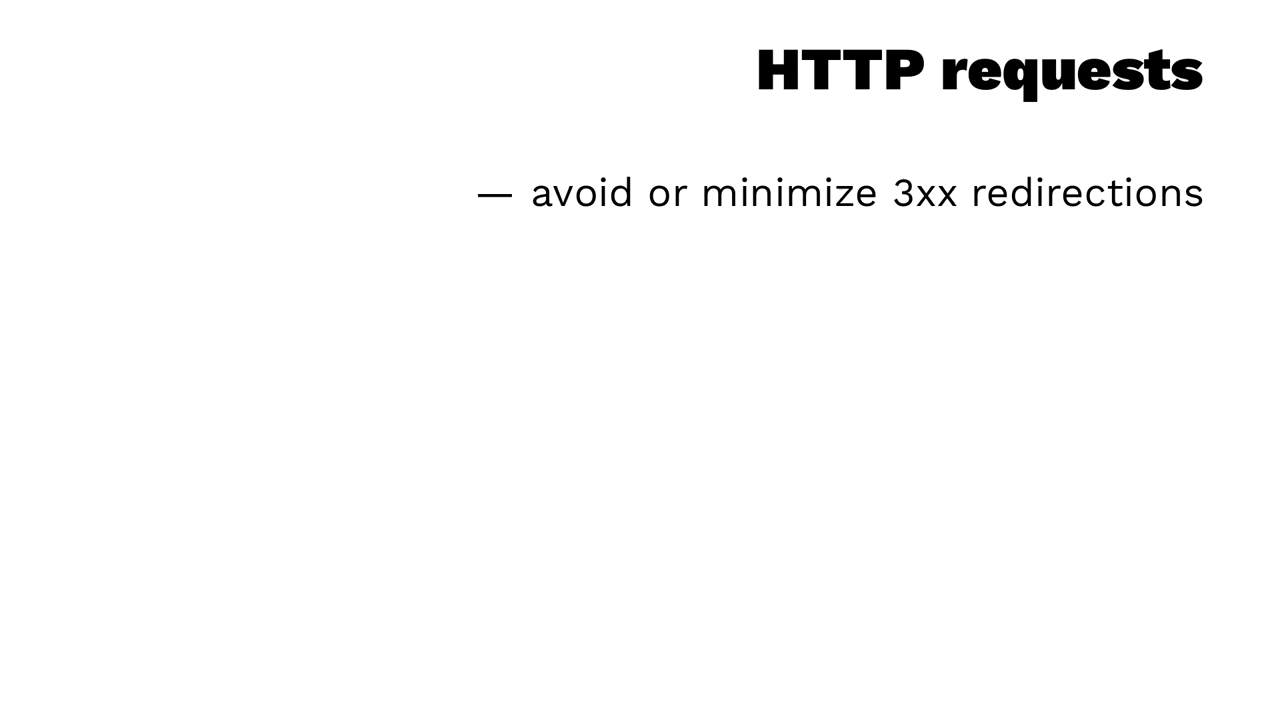 HTTP requests
— avoid or minimize 3xx redirections